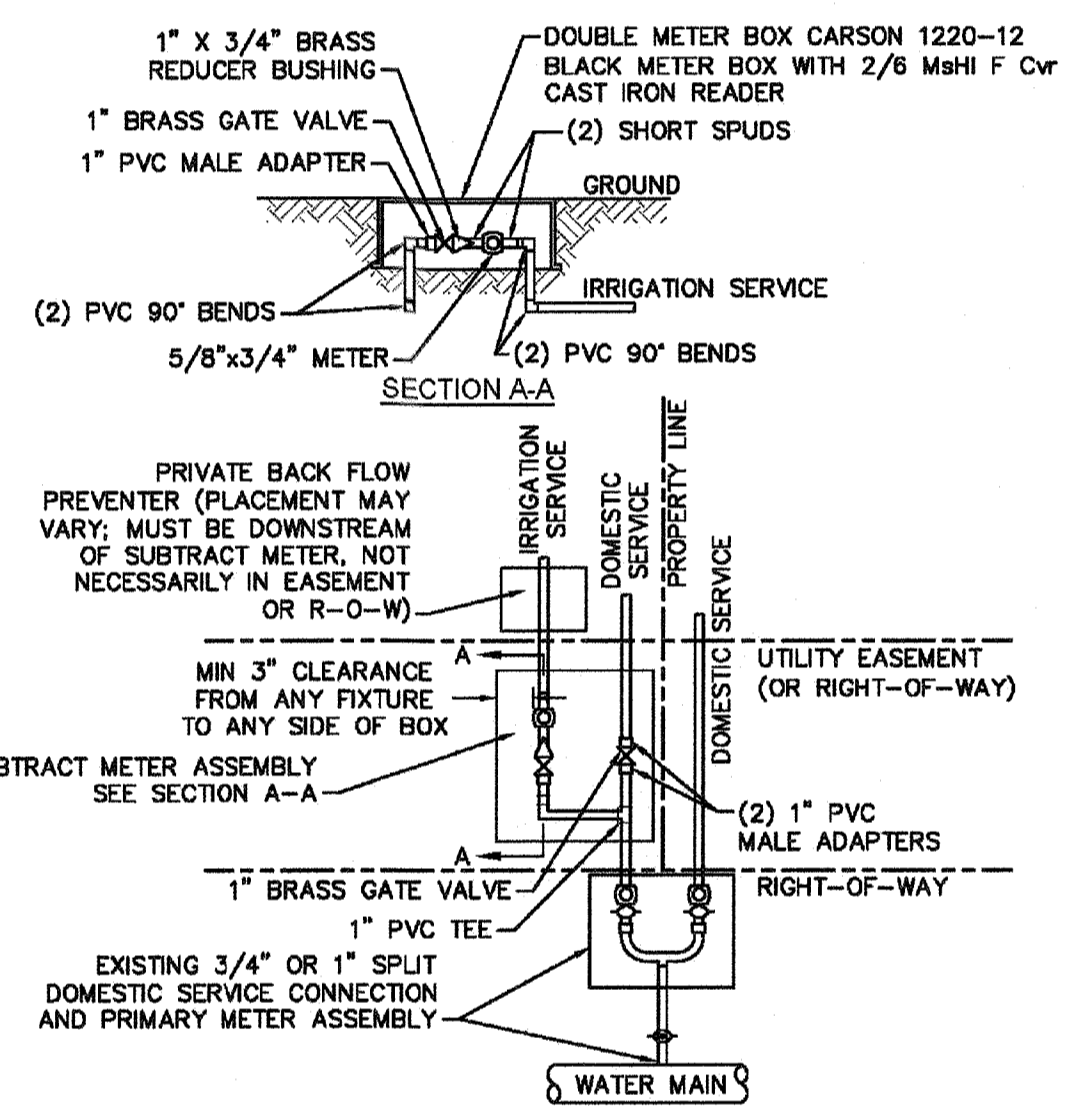 1" X 3/4" BRASS
REDUCER BUSHING
1" BRASS GATE VALVE
1" PVC MALE ADAPTER
DOUBLE METER BOX CARSON 1220-12
BLACK METER BOX WITH 2/6 MsHI F Cvr
CAST IRON READER
(2) SHORT SPUDS
GROUND
IRRIGATION SERVICE
(2) PVC 90° BENDS
5/8"x3/4" METER
(2) PVC 90° BENDS
SECTION A-A
PRIVATE BACK FLOW
PREVENTER (PLACEMENT MAY
VARY; MUST BE DOWNSTREAM
OF SUBTRACT METER, NOT
NECESSARILY IN EASEMENT
OR R-O-W)
IRRIGATION
SERVICE
DOMESTIC
SERVICE
PROPERTY LINE
DOMESTIC SERVICE
A
UTILITY EASEMENT
(OR RIGHT-OF-WAY)
MIN 3" CLEARANCE
FROM ANY FIXTURE
TO ANY SIDE OF BOX
BTRACT METER ASSEMBLY
SEE SECTION A-A
(2) 1" PVC
MALE ADAPTERS
A
1" BRASS GATE VALVE
RIGHT-OF-WAY
1" PVC TEE
EXISTING 3/4" OR 1" SPLIT
DOMESTIC SERVICE CONNECTION
AND PRIMARY METER ASSEMBLY
WATER MAIN